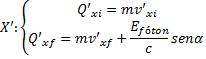 X': { Q'ₓᵢ = mv'ₓᵢ
Q'ₓf = mv'ₓf + Efóton/c senα